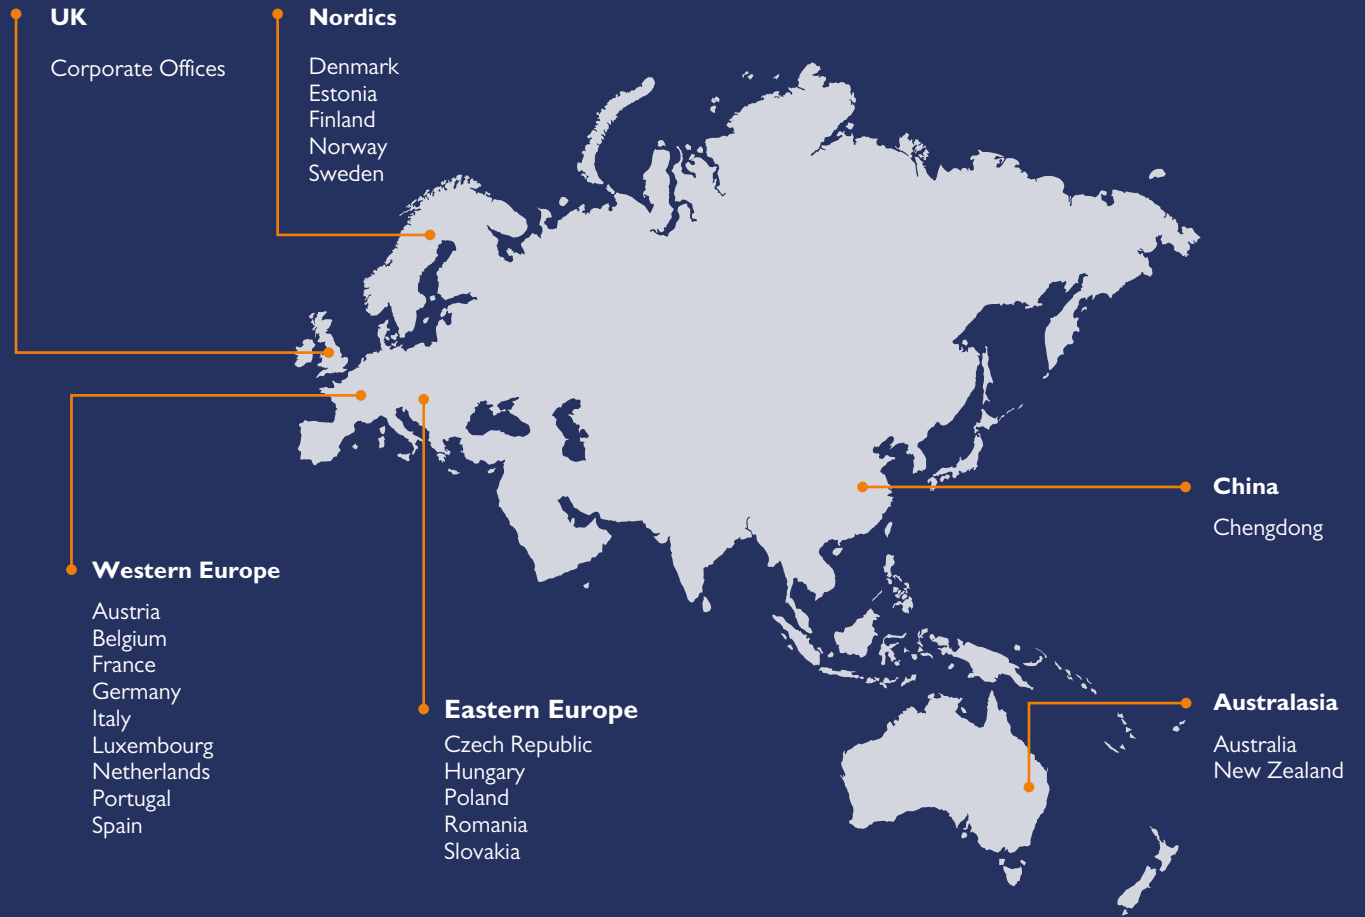 UK
Corporate Offices
Nordics
Denmark
Estonia
Finland
Norway
Sweden
China
Chengdong
Western Europe
Austria
Belgium
France
Germany
Italy
Luxembourg
Netherlands
Portugal
Spain
Eastern Europe
Czech Republic
Hungary
Poland
Romania
Slovakia
Australasia
Australia
New Zealand